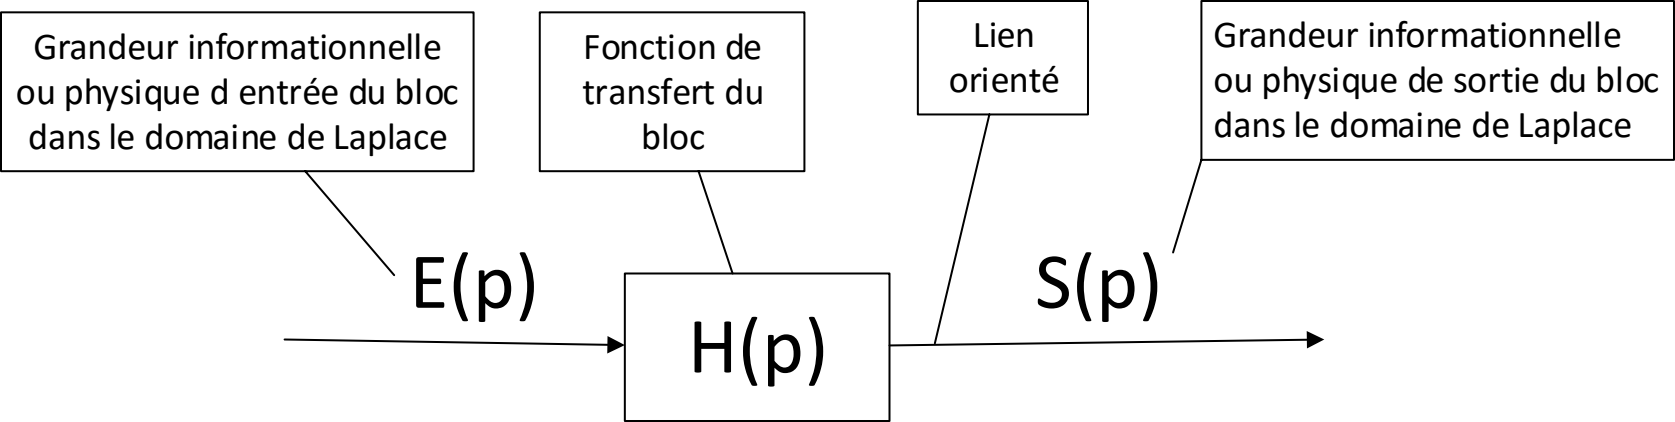 Grandeur informationnelle
ou physique d entrée du bloc
dans le domaine de Laplace
Fonction de
transfert du
bloc
Lien
orienté
Grandeur informationnelle
ou physique de sortie du bloc
dans le domaine de Laplace
E(p)
H(p)
S(p)